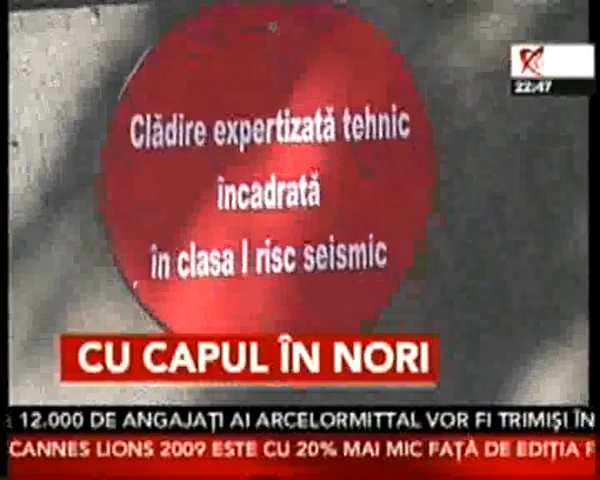 Clădire expertizată tehnic
incadrată
în clasa I risc seismic
22:47
CU CAPUL ÎN NORI
12.000 DE ANGAJAȚI AI ARCELORMITTAL VOR FI TRIMIȘI ÎN
CANNES LIONS 2009 ESTE CU 20% MAI MIC FAȚĂ DE EDIȚIA